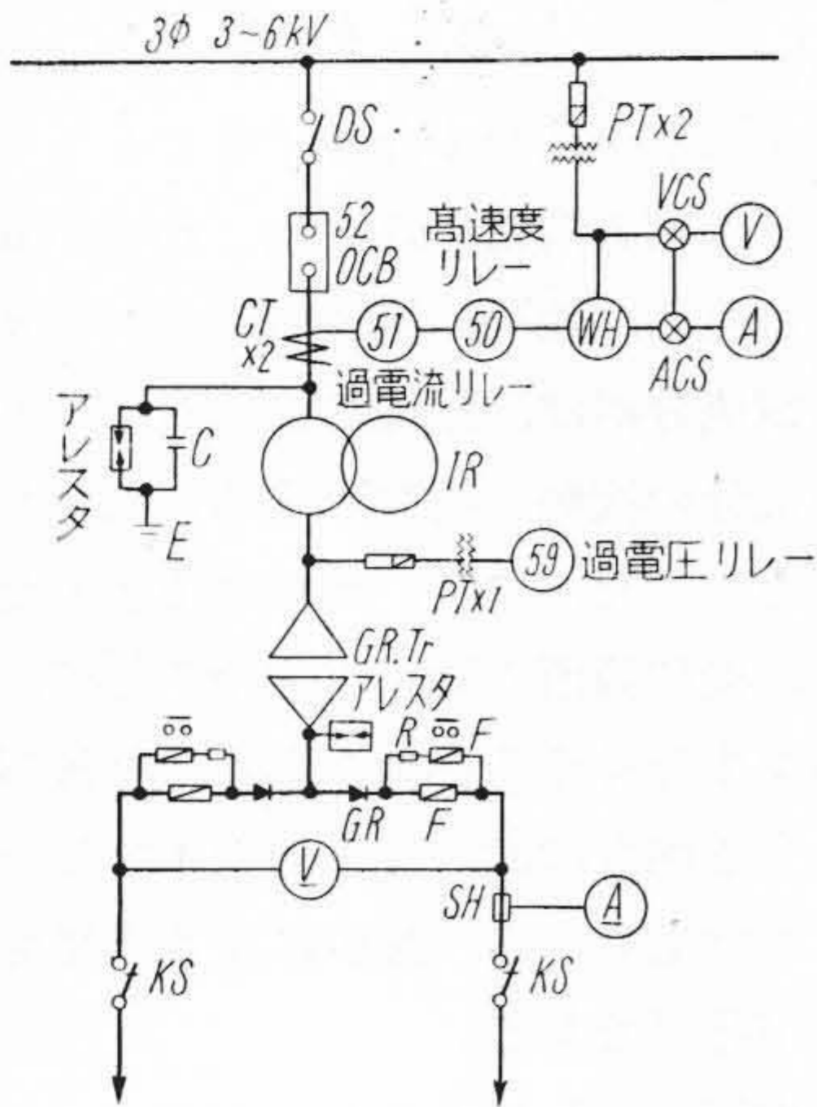 3Φ 3~6kV
DS
PT×2
52
OCB
高速度
リレー
VCS
V
CT
×2
51
50
WH
A
ACS
過電流リレー
アレスタ
C
E
IR
59
過電圧リレー
PT×1
GR.Tr
アレスタ
R
F
GR
F
V
SH
A
KS
KS